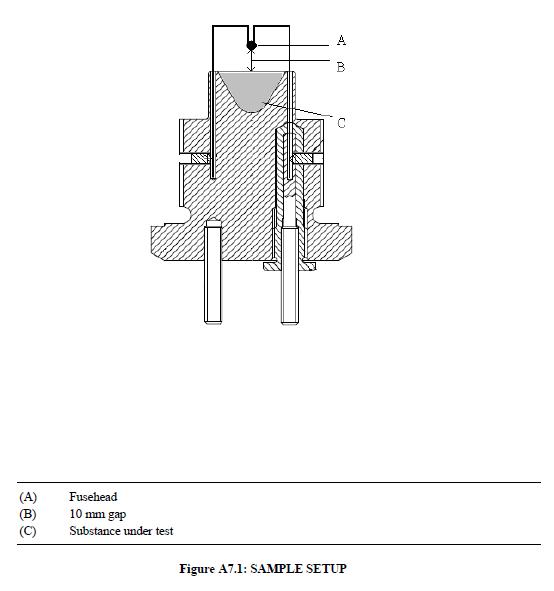 A
B
C
(A) Fusehead
(B) 10 mm gap
(C) Substance under test
Figure A7.1: SAMPLE SETUP